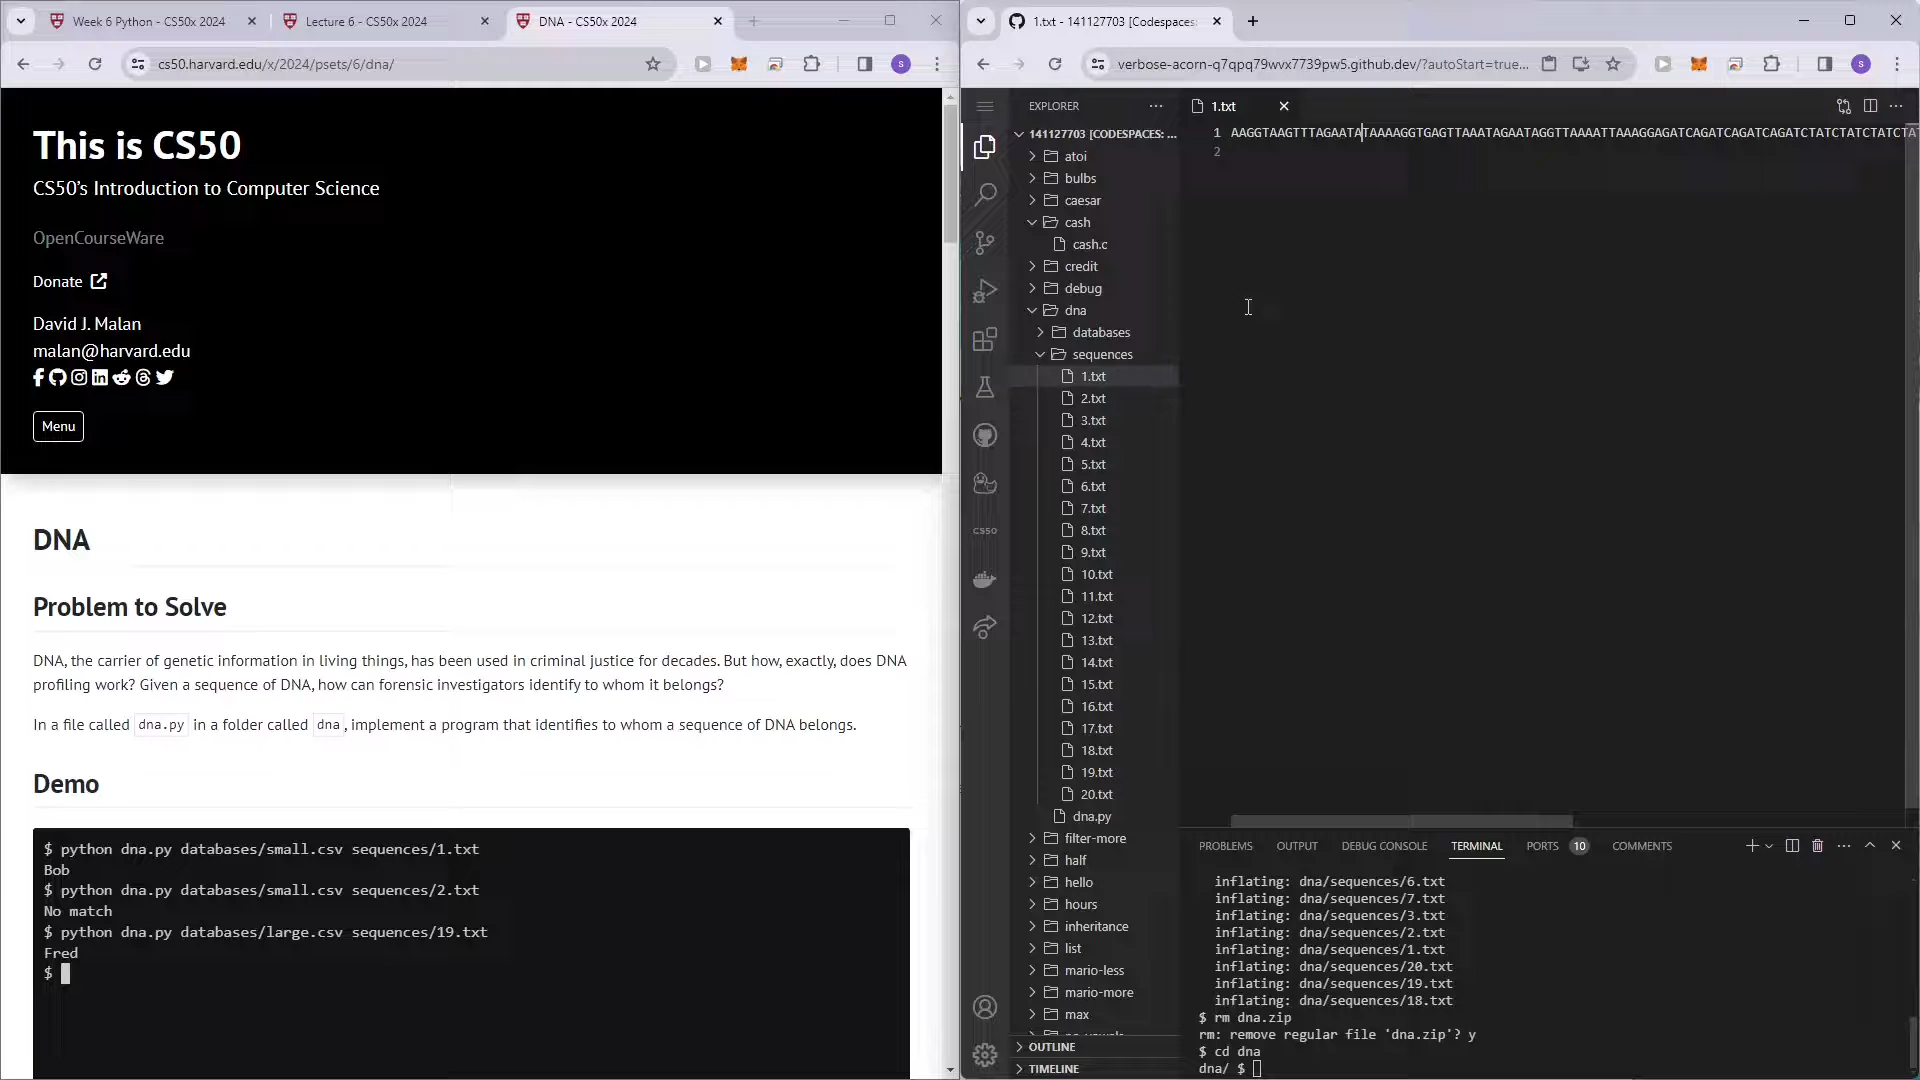 Week 6 Python - CS50x 2024
Lecture 6 - CS50x 2024
DNA - CS50x 2024
cs50.harvard.edu/x/2024/psets/6/dna/
S
This is CS50
CS50's Introduction to Computer Science
OpenCourseWare
Donate
David J. Malan
malan@harvard.edu
Menu
DNA
Problem to Solve
DNA, the carrier of genetic information in living things, has been used in criminal justice for decades. But how, exactly, does DNA
profiling work? Given a sequence of DNA, how can forensic investigators identify to whom it belongs?
In a file called dna.py in a folder called dna, implement a program that identifies to whom a sequence of DNA belongs.
Demo
$ python dna.py databases/small.csv sequences/1.txt
Bob
$ python dna.py databases/small.csv sequences/2.txt
No match
$ python dna.py databases/large.csv sequences/19.txt
Fred
$
1.txt - 141127703 [Codespaces:
verbose-acorn-q7qpq79wvx7739pw5.github.dev/?autoStart=true...
S
EXPLORER
141127703 [CODESPACES: ...
atoi
bulbs
caesar
cash
cash.c
credit
debug
dna
databases
sequences
1.txt
2.txt
3.txt
4.txt
5.txt
6.txt
7.txt
8.txt
9.txt
10.txt
11.txt
12.txt
13.txt
14.txt
15.txt
16.txt
17.txt
18.txt
19.txt
20.txt
dna.py
filter-more
half
hello
hours
inheritance
list
mario-less
mario-more
max
OUTLINE
TIMELINE
CS50
1.txt
1 AAGGTAAGTTTAGAATATAAAAGGTGAGTTAAATAGAATAGGTTAAAATTAAAGGAGATCAGATCAGATCAGATCTATCTATCTATCTA
2
PROBLEMS OUTPUT DEBUG CONSOLE TERMINAL PORTS 10 COMMENTS
inflating: dna/sequences/6.txt
inflating: dna/sequences/7.txt
inflating: dna/sequences/3.txt
inflating: dna/sequences/2.txt
inflating: dna/sequences/1.txt
inflating: dna/sequences/20.txt
inflating: dna/sequences/19.txt
inflating: dna/sequences/18.txt
$ rm dna.zip
rm: remove regular file 'dna.zip'? y
$ cd dna
dna/ $